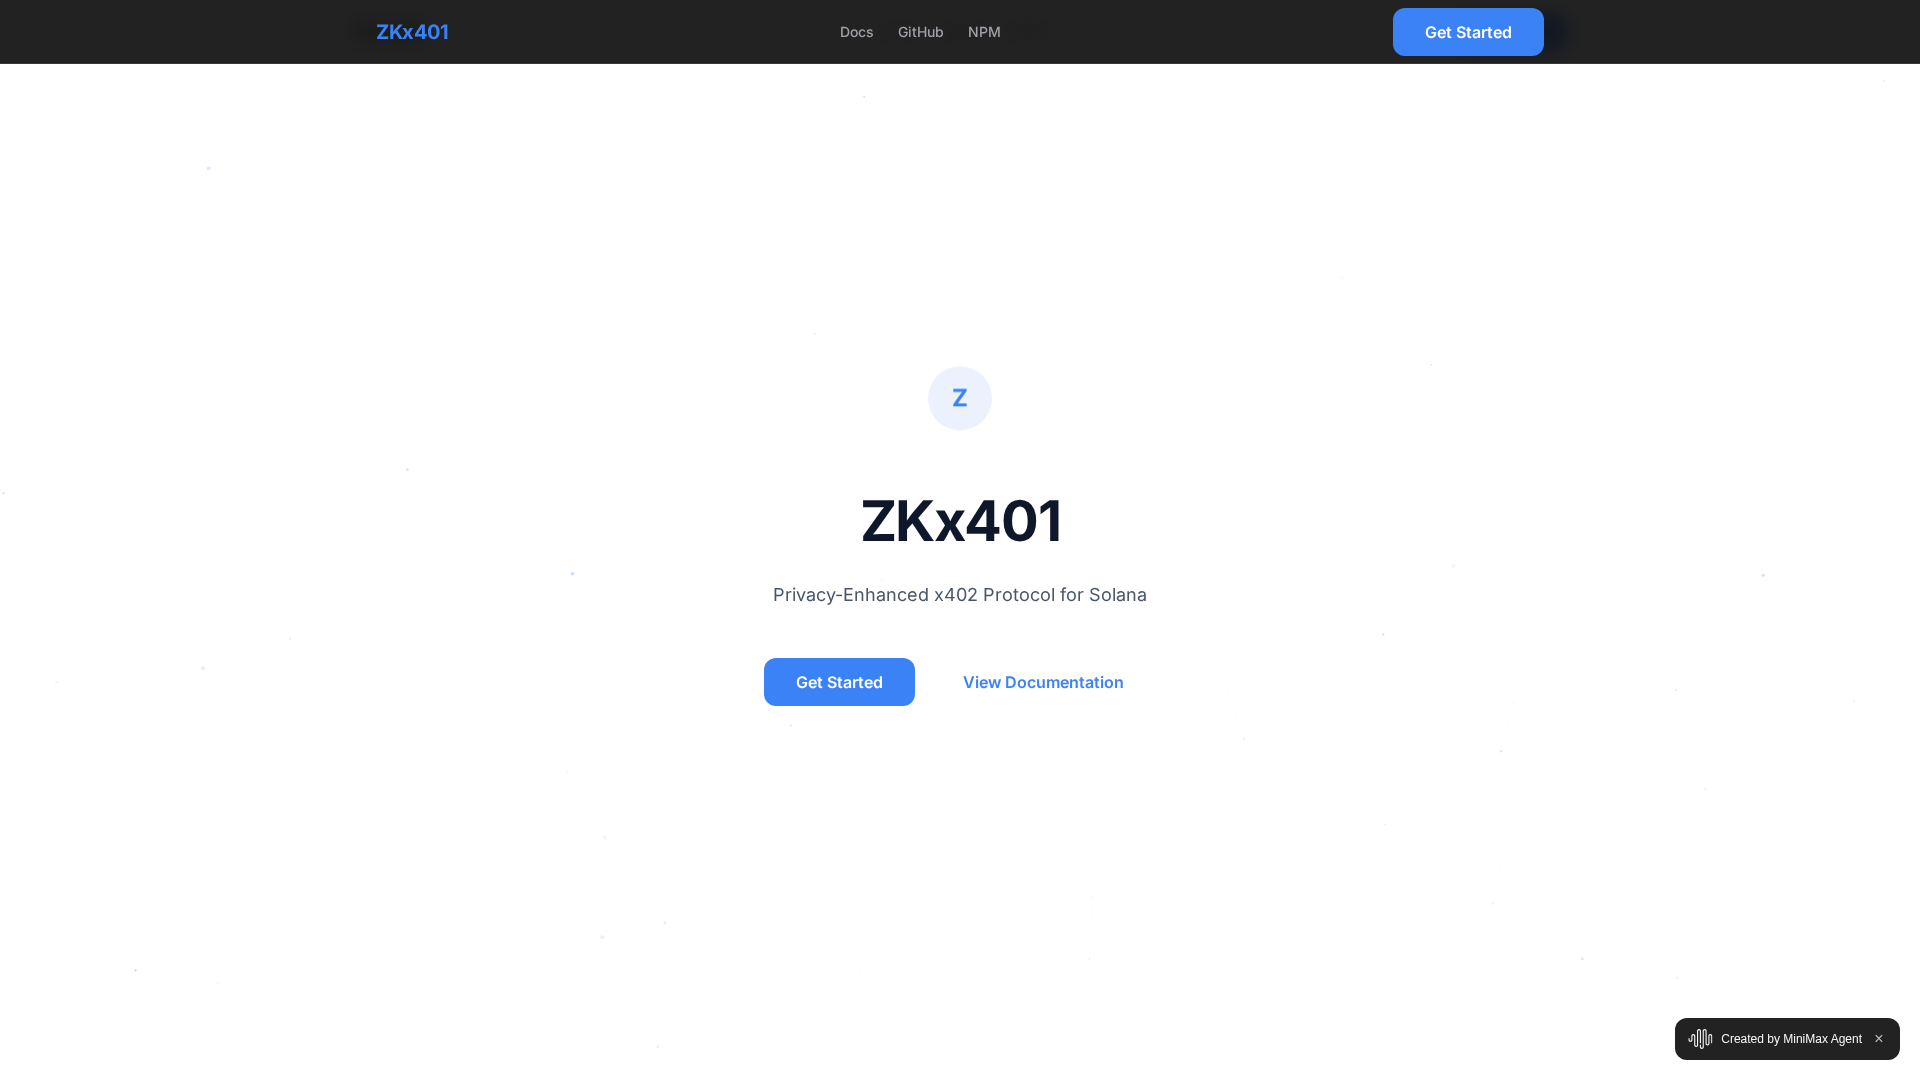 ZKx401
Docs GitHub NPM
Get Started
Z
ZKx401
Privacy-Enhanced x402 Protocol for Solana
Get Started
View Documentation
Created by MiniMax Agent ×